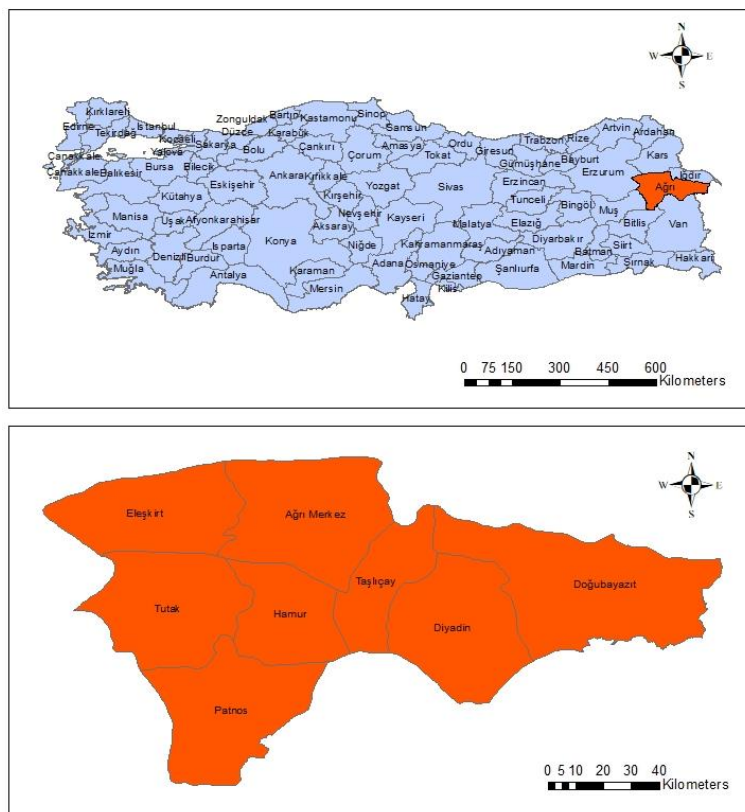 N
W E
S
Kırklareli
Edirne
Tekirdağ
İstanbul
Kocaeli
Yalova
Sakarya
Düzce
Zonguldak
Bartın
Karabük
Kastamonu
Sinop
Samsun
Ordu
Giresun
Trabzon
Rize
Artvin
Ardahan
Çanakkale
Çanakkale
Balıkesir
Bursa
Bilecik
Bolu
Çankırı
Çorum
Amasya
Tokat
Gümüşhane
Bayburt
Erzurum
Kars
Iğdır
Ağrı
Kütahya
Eskişehir
Ankara
Kırıkkale
Kırşehir
Yozgat
Sivas
Erzincan
Tunceli
Bingöl
Muş
Manisa
Uşak
Afyonkarahisar
Nevşehir
Aksaray
Kayseri
Malatya
Elazığ
Bitlis
Van
İzmir
Aydın
Denizli
Isparta
Burdur
Konya
Niğde
Kahramanmaraş
Adıyaman
Diyarbakır
Batman
Siirt
Muğla
Antalya
Karaman
Mersin
Adana
Osmaniye
Gaziantep
Kilis
Şanlıurfa
Mardin
Şırnak
Hakkari
Hatay
0 75 150 300 450 600
Kilometers
N
W E
S
Eleşkirt
Ağrı Merkez
Taşlıçay
Doğubayazıt
Tutak
Hamur
Diyadin
Patnos
0 5 10 20 30 40
Kilometers